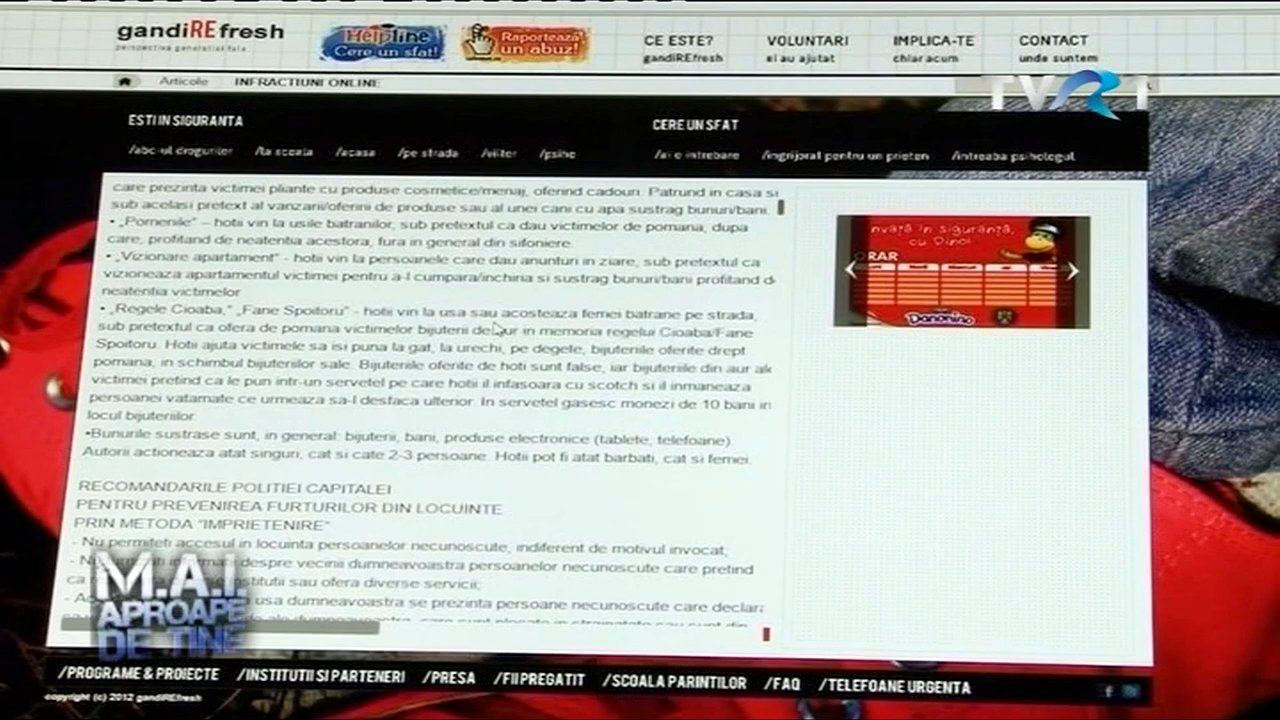 gandiREfresh
perspectiva generatiei tale
Helpline
Cere un sfat!
Raportează
un abuz!
CE ESTE?
gandiREfresh
VOLUNTARI
ei au ajutat
IMPLICA-TE
chiar acum
CONTACT
unde suntem
Articole INFRACTIUNI ONLINE
TVR 1
ESTI IN SIGURANTA
/abc-ul drogurilor /la scoala /acasa /pe strada /viitor /psiho
CERE UN SFAT
/ai o intrebare /ingrijorat pentru un prieten /intreaba psihologul
care prezinta victimei pliante cu produse cosmetice/menaj, oferind cadouri. Patrund in casa si
sub acelasi pretext al vanzarii/oferirii de produse sau al unei cani cu apa sustrag bunuri/bani.
• „Pomenile” – hotii vin la usile batranilor, sub pretextul ca dau victimelor de pomana, dupa
care, profitand de neatentia acestora, fura in general din sifoniere.
• „Vizionare apartament” - hotii vin la persoanele care dau anunturi in ziare, sub pretextul ca
vizioneaza apartamentul victimei pentru a-l cumpara/inchiria si sustrag bunuri/bani profitand de
neatentia victimelor
• „Regele Cioaba,” „Fane Spoitoru” - hotii vin la usa sau acosteaza femei batrane pe strada,
sub pretextul ca ofera de pomana victimelor bijuterii de aur in memoria regelui Cioaba/Fane
Spoitoru. Hotii ajuta victimele sa isi puna la gat, la urechi, pe degete, bijuteriile oferite drept
pomana, in schimbul bijuteriilor sale. Bijuteriile oferite de hoti sunt false, iar bijuteriile din aur ale
victimei pretind ca le pun intr-un servetel pe care hotii il infasoara cu scotch si il inmaneaza
persoanei vatamate ce urmeaza sa-l desfaca ulterior. In servetel gasesc monezi de 10 bani in
locul bijuteriilor.
•Bunurile sustrase sunt, in general: bijuterii, bani, produse electronice (tablete, telefoane).
Autorii actioneaza atat singuri, cat si cate 2-3 persoane. Hotii pot fi atat barbati, cat si femei.
RECOMANDARILE POLITIEI CAPITALEI
PENTRU PREVENIREA FURTURILOR DIN LOCUINTE
PRIN METODA "IMPRIETENIRE"
- Nu permiteti accesul in locuinta persoanelor necunoscute, indiferent de motivul invocat;
despre vecinii dumneavoastra persoanelor necunoscute care pretind
ca sau ofera diverse servicii;
usa dumneavoastra se prezinta persoane necunoscute care declara
nvață în siguranță,
cu Dino!
ORAR
Danonino
M.A.I.
APROAPE
DE TINE
/PROGRAME & PROIECTE /INSTITUTII SI PARTENERI /PRESA /FII PREGATIT /SCOALA PARINTILOR /FAQ /TELEFOANE URGENTA
copyright (c) 2012 gandiREfresh